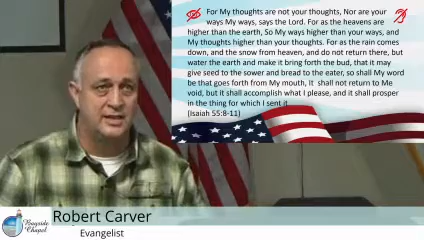 For My thoughts are not your thoughts, Nor are your
ways My ways, says the Lord. For as the heavens are
higher than the earth, So My ways higher than your ways, and
My thoughts higher than your thoughts. For as the rain comes
down, and the snow from heaven, and do not return there, but
water the earth and make it bring forth the bud, that it may
give seed to the sower and bread to the eater, so shall My word
be that goes forth from My mouth, It shall not return to Me
void, but it shall accomplish what I please, and it shall prosper
in the thing for which I sent it
(Isaiah 55:8-11)
Bayside
Chapel
Robert Carver
Evangelist